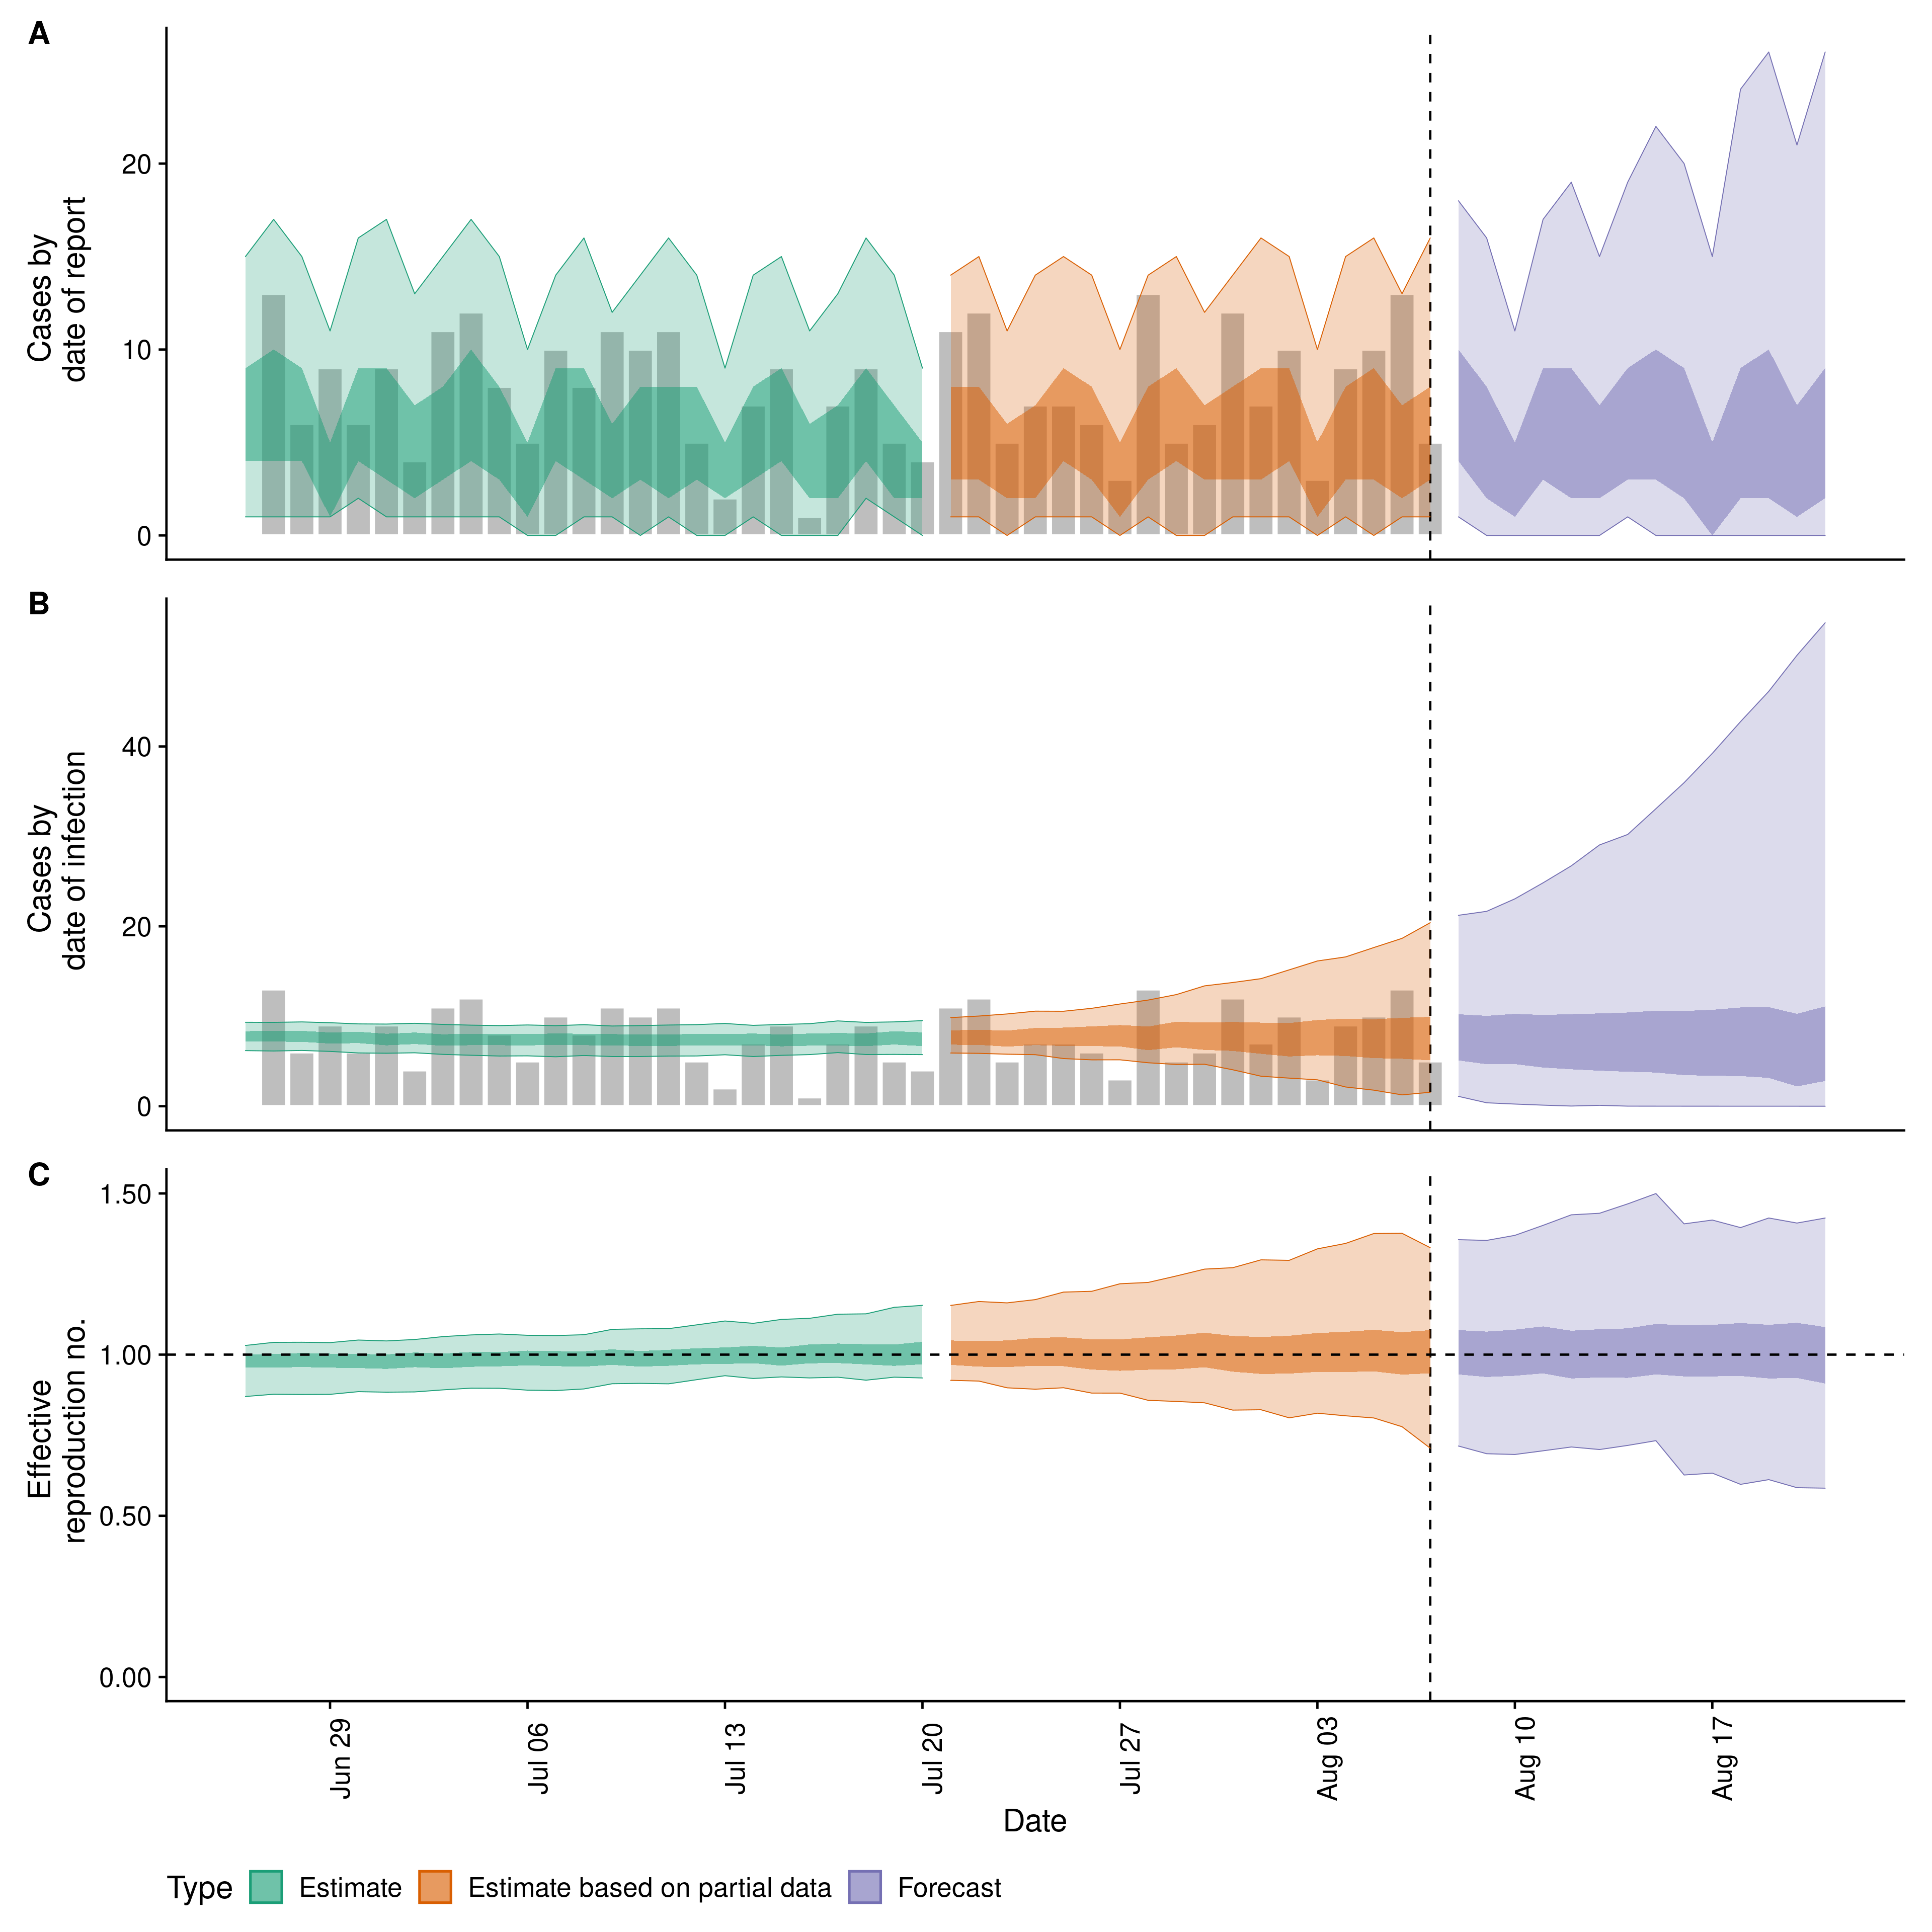 A
Cases by
date of report
20
10
0
B
Cases by
date of infection
40
20
0
C
Effective
reproduction no.
1.50
1.00
0.50
0.00
Jun 29
Jul 06
Jul 13
Jul 20
Jul 27
Aug 03
Aug 10
Aug 17
Date
Type Estimate Estimate based on partial data Forecast